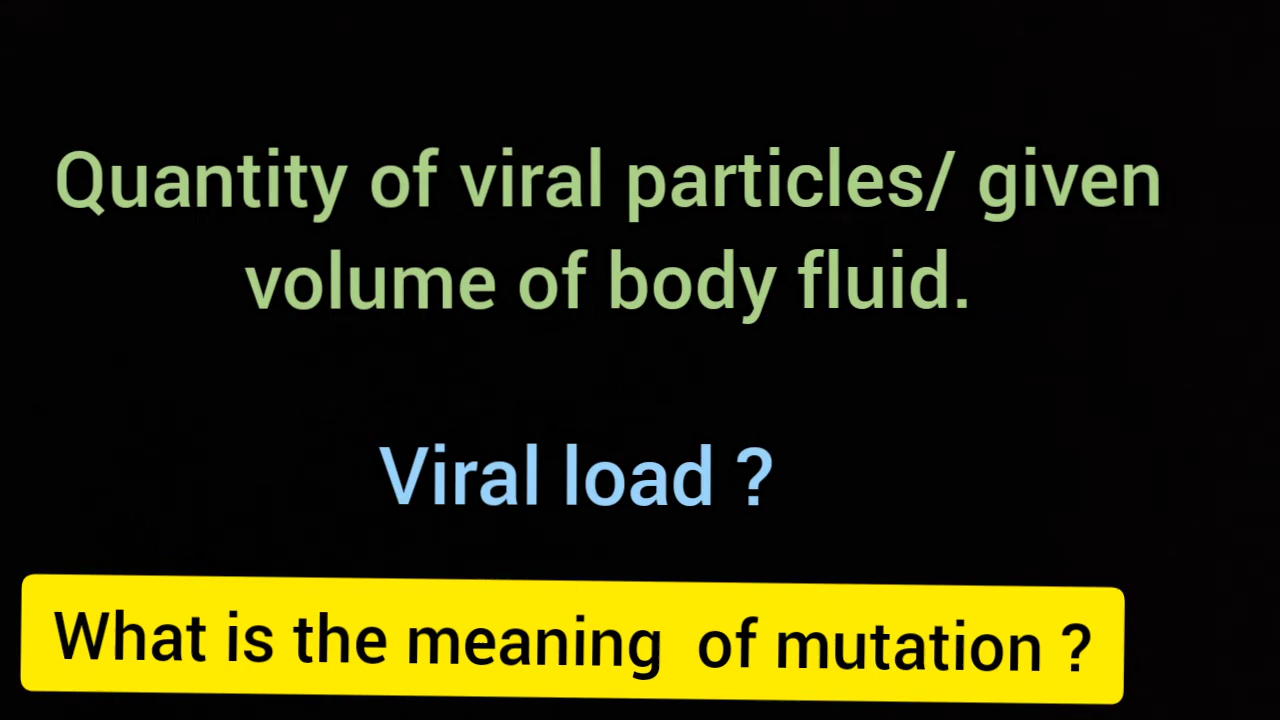 Quantity of viral particles/ given
volume of body fluid.
Viral load ?
What is the meaning of mutation ?